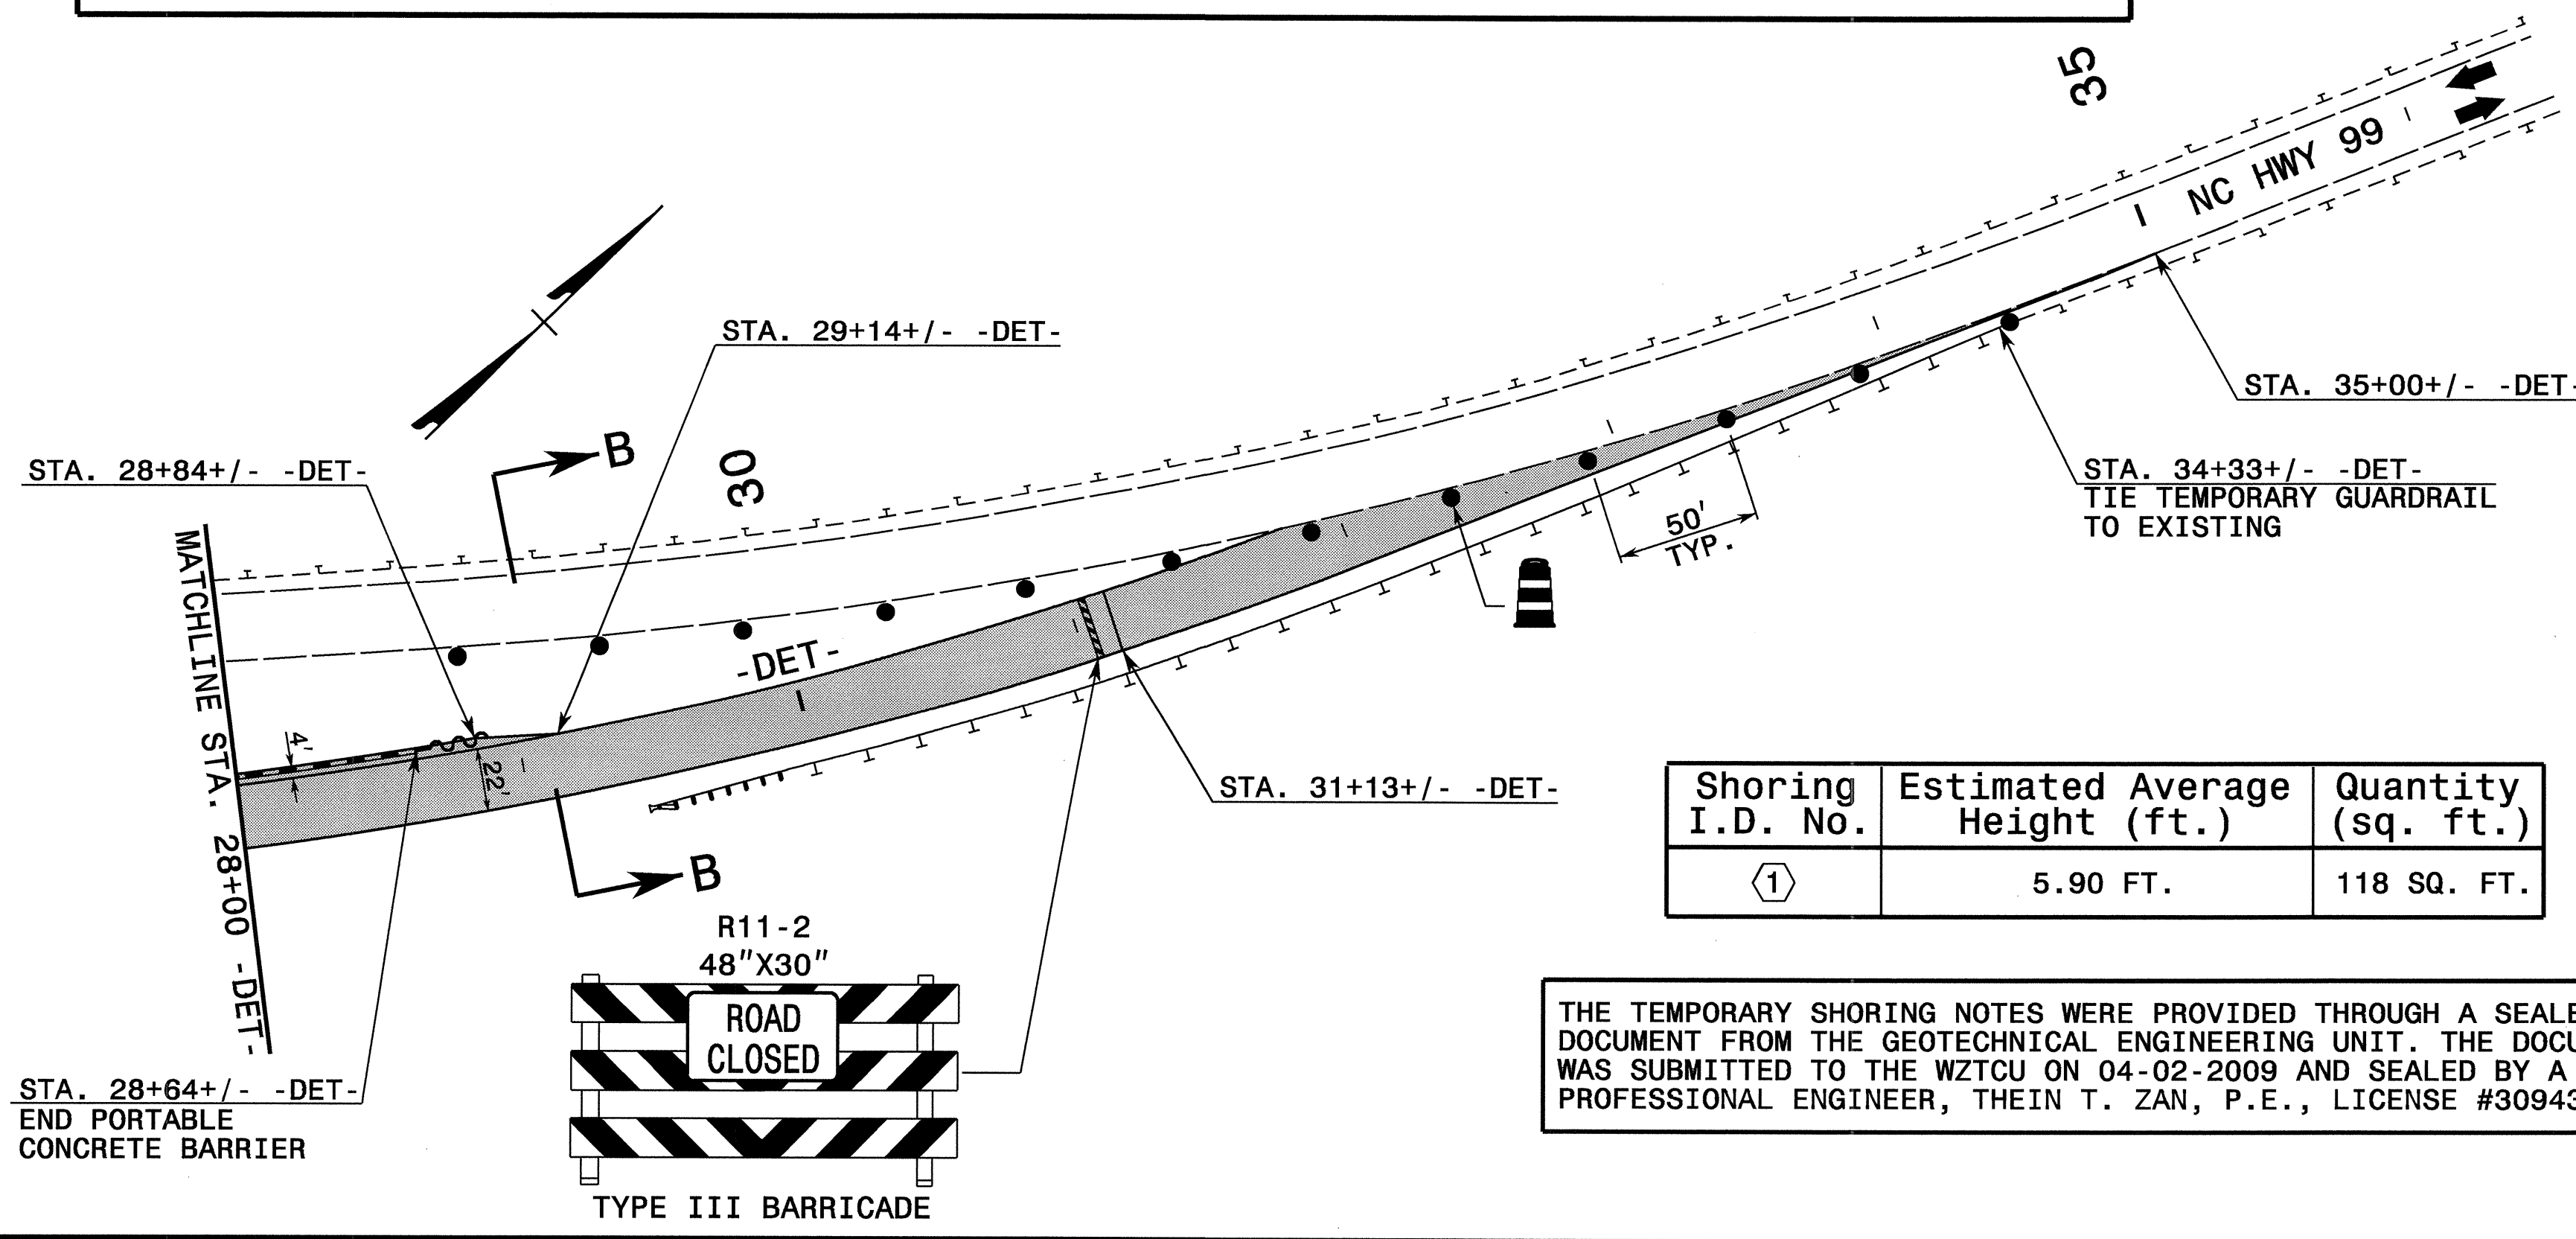 35
NC HWY 99
STA. 29+14+/- -DET-
STA. 35+00+/- -DET-
B
30
STA. 28+84+/- -DET-
STA. 34+33+/- -DET-
TIE TEMPORARY GUARDRAIL
TO EXISTING
50'
TYP.
MATCHLINE STA. 28+00 -DET-
-DET-
4'
22'
STA. 31+13+/- -DET-
B
Shoring I.D. No. Estimated Average Height (ft.) Quantity (sq. ft.)
1 5.90 FT. 118 SQ. FT.
R11-2
48"X30"
ROAD
CLOSED
TYPE III BARRICADE
STA. 28+64+/- -DET-
END PORTABLE
CONCRETE BARRIER
THE TEMPORARY SHORING NOTES WERE PROVIDED THROUGH A SEALE
DOCUMENT FROM THE GEOTECHNICAL ENGINEERING UNIT. THE DOCU
WAS SUBMITTED TO THE WZTCU ON 04-02-2009 AND SEALED BY A
PROFESSIONAL ENGINEER, THEIN T. ZAN, P.E., LICENSE #30943